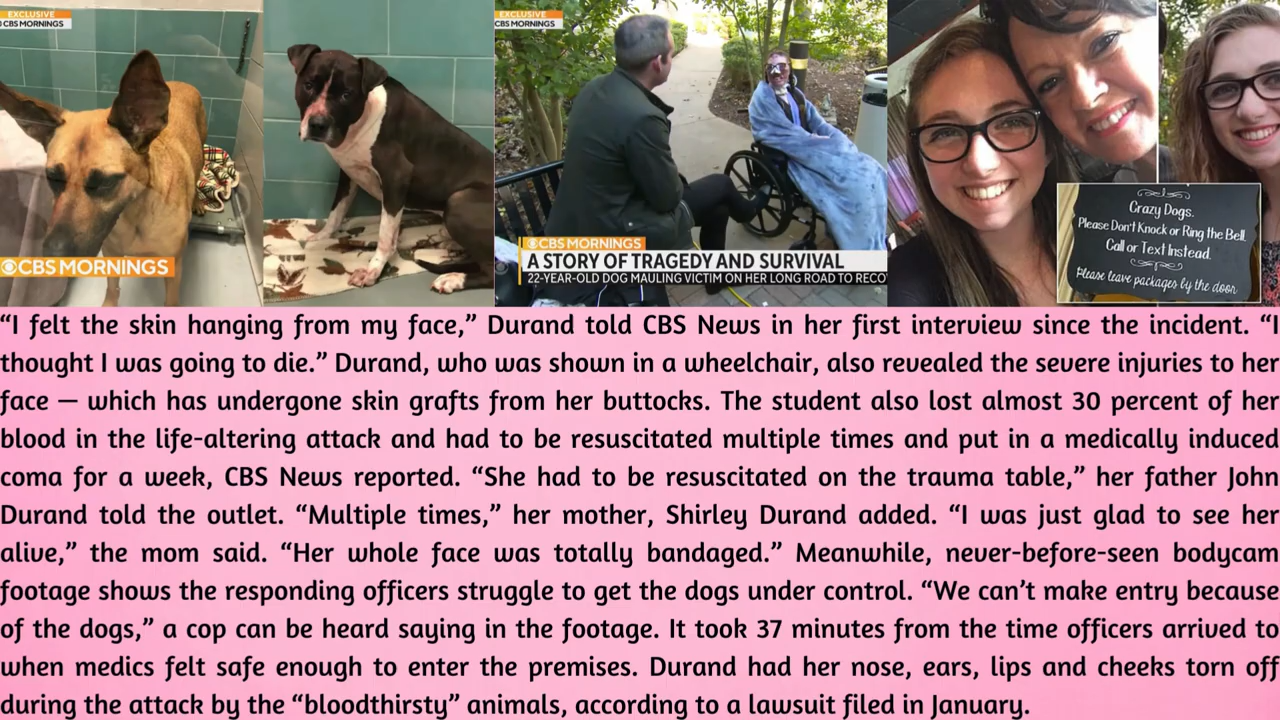 EXCLUSIVE
CBS MORNINGS
CBS MORNINGS
EXCLUSIVE
CBS MORNINGS
CBS MORNINGS
A STORY OF TRAGEDY AND SURVIVAL
22-YEAR-OLD DOG MAULING VICTIM ON HER LONG ROAD TO RECO
Crazy Dogs.
Please Don't Knock or Ring the Bell.
Call or Text Instead.
Please leave packages by the door
“I felt the skin hanging from my face,” Durand told CBS News in her first interview since the incident. “I
thought I was going to die.” Durand, who was shown in a wheelchair, also revealed the severe injuries to her
face — which has undergone skin grafts from her buttocks. The student also lost almost 30 percent of her
blood in the life-altering attack and had to be resuscitated multiple times and put in a medically induced
coma for a week, CBS News reported. “She had to be resuscitated on the trauma table,” her father John
Durand told the outlet. “Multiple times,” her mother, Shirley Durand added. “I was just glad to see her
alive,” the mom said. “Her whole face was totally bandaged.” Meanwhile, never-before-seen bodycam
footage shows the responding officers struggle to get the dogs under control. “We can’t make entry because
of the dogs,” a cop can be heard saying in the footage. It took 37 minutes from the time officers arrived to
when medics felt safe enough to enter the premises. Durand had her nose, ears, lips and cheeks torn off
during the attack by the “bloodthirsty” animals, according to a lawsuit filed in January.